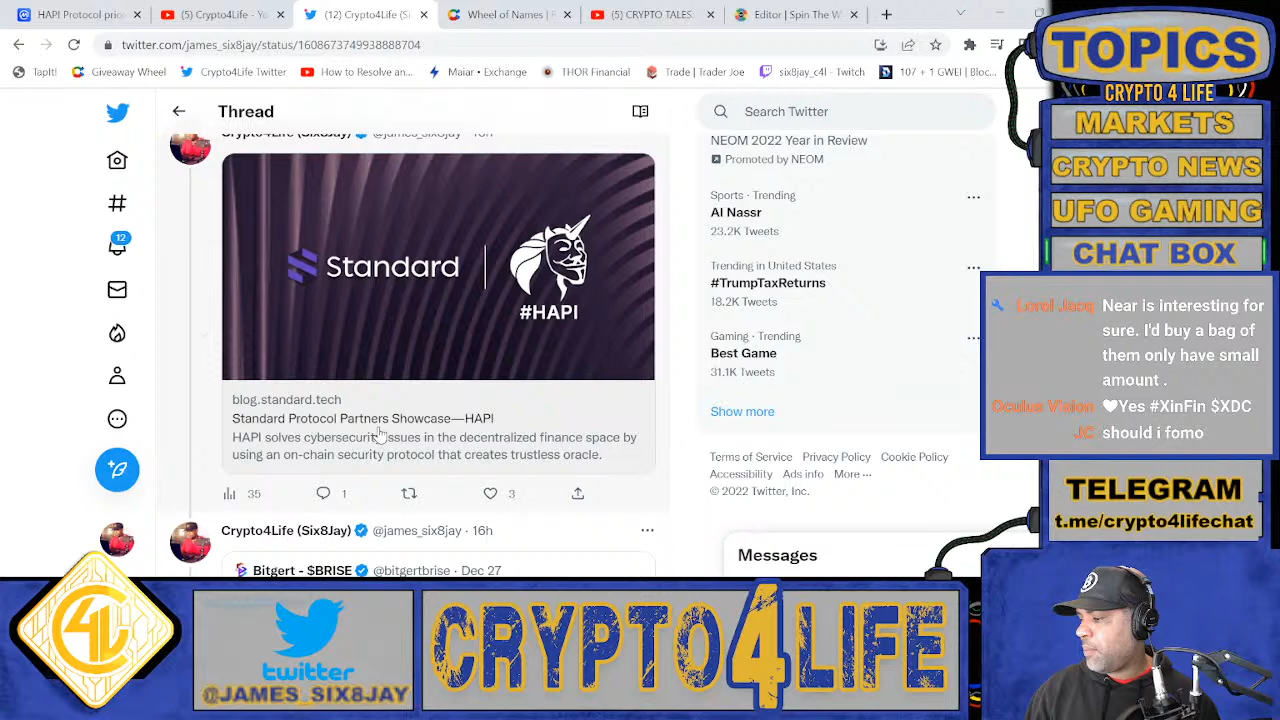 HAPI Protocol pric
(5) Crypto4Life - Yo
(12) Crypto4Life (Si
Wheel of Names | R
(5) CRYPTO TALES
Editor | Spin The W
twitter.com/james_six8jay/status/1608673749938888704
TapIt!
Giveaway Wheel
Crypto4Life Twitter
How to Resolve an...
Maiar • Exchange
THOR Financial
Trade | Trader Joe
six8jay_c4l - Twitch
107 + 1 GWEI | Bloc...
Thread
Search Twitter
Crypto4Life (Six8Jay) @james_six8jay · 16h
Standard
#HAPI
blog.standard.tech
Standard Protocol Partners Showcase—HAPI
HAPI solves cybersecurity issues in the decentralized finance space by
using an on-chain security protocol that creates trustless oracle.
35
1
3
Crypto4Life (Six8Jay) @james_six8jay · 16h
Bitgert - $BRISE @bitgertbrise · Dec 27
12
NEOM 2022 Year in Review
Promoted by NEOM
Sports · Trending
Al Nassr
23.2K Tweets
Trending in United States
#TrumpTaxReturns
18.2K Tweets
Gaming · Trending
Best Game
31.1K Tweets
Show more
Terms of Service Privacy Policy Cookie Policy
Accessibility Ads info More ···
© 2022 Twitter, Inc.
Messages
TOPICS
CRYPTO 4 LIFE
MARKETS
CRYPTO NEWS
UFO GAMING
CHAT BOX
Lorol Jacq Near is interesting for
sure. I'd buy a bag of
them only have small
amount .
Oculus Vision Yes #XinFin $XDC
JC should i fomo
TELEGRAM
t.me/crypto4lifechat
C4L
twitter
@JAMES_SIX8JAY
CRYPTO4LIFE